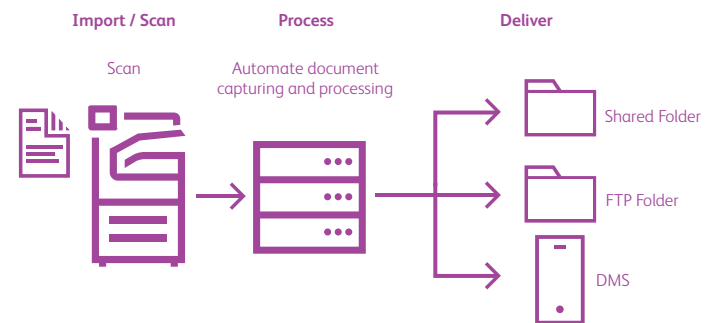 Import / Scan
Process
Deliver
Scan
Automate document
capturing and processing
Shared Folder
FTP Folder
DMS